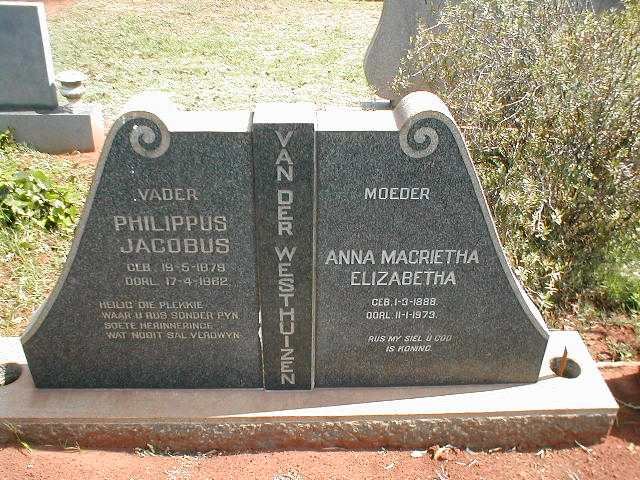 VADER
PHILIPPUS
JACOBUS
GEB. 19-5-1879
OORL. 17-4-1962.
HEILIG DIE PLEKKIE
WAAR U RUS SONDER PYN
SOETE HERINNERINGE
WAT NOOIT SAL VERDWYN
VAN DER WESTHUIZEN
MOEDER
ANNA MAGRIETHA
ELIZABETHA
GEB. 1-3-1888.
OORL. 11-1-1973.
RUS MY SIEL U GOD
IS KONING.